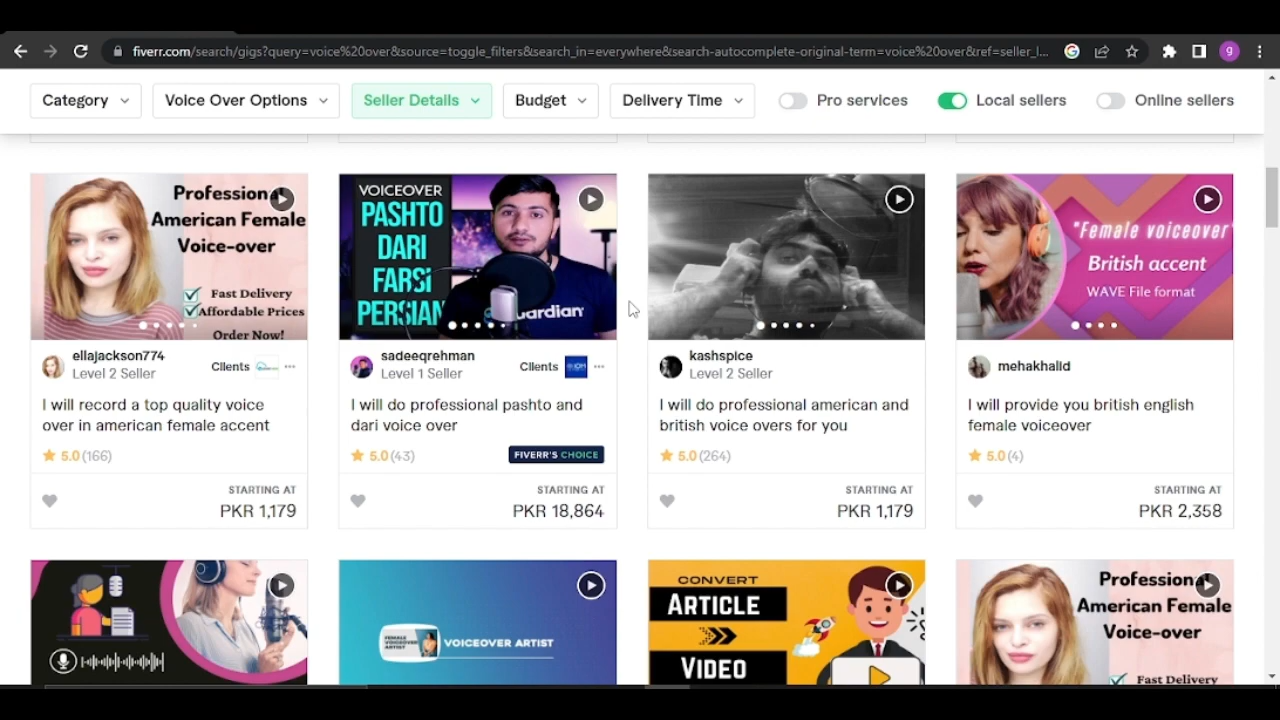 fiverr.com/search/gigs?query=voice%20over&source=toggle_filters&search_in=everywhere&search-autocomplete-original-term=voice%20over&ref=seller_l...
g
Category
Voice Over Options
Seller Details
Budget
Delivery Time
Pro services
Local sellers
Online sellers
Professional
American Female
Voice-over
Fast Delivery
Affordable Prices
Order Now!
ellajackson774
Level 2 Seller
Clients
I will record a top quality voice
over in american female accent
5.0 (166)
STARTING AT
PKR 1,179
VOICEOVER
PASHTO
DARI
FARSI
PERSIAN
uardian
sadeeqrehman
Level 1 Seller
Clients
I will do professional pashto and
dari voice over
5.0 (43)
FIVERR'S CHOICE
STARTING AT
PKR 18,864
kashspice
Level 2 Seller
I will do professional american and
british voice overs for you
5.0 (264)
STARTING AT
PKR 1,179
"Female voiceover"
British accent
WAVE File format
mehakhalid
I will provide you british english
female voiceover
5.0 (4)
STARTING AT
PKR 2,358
FEMALE
VOICEOVER
ARTIST
VOICEOVER ARTIST
CONVERT
ARTICLE
VIDEO
Professional
American Female
Voice-over
Fast Delivery